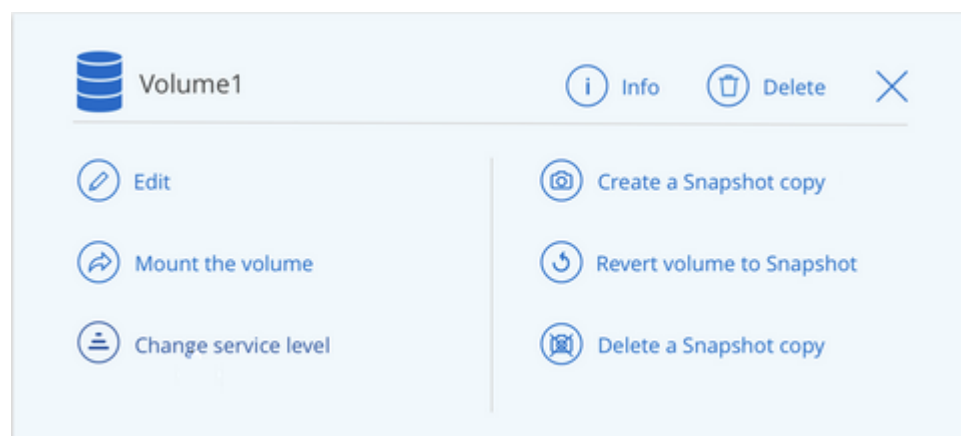 Volume1
Info
Delete
Edit
Mount the volume
Change service level
Create a Snapshot copy
Revert volume to Snapshot
Delete a Snapshot copy